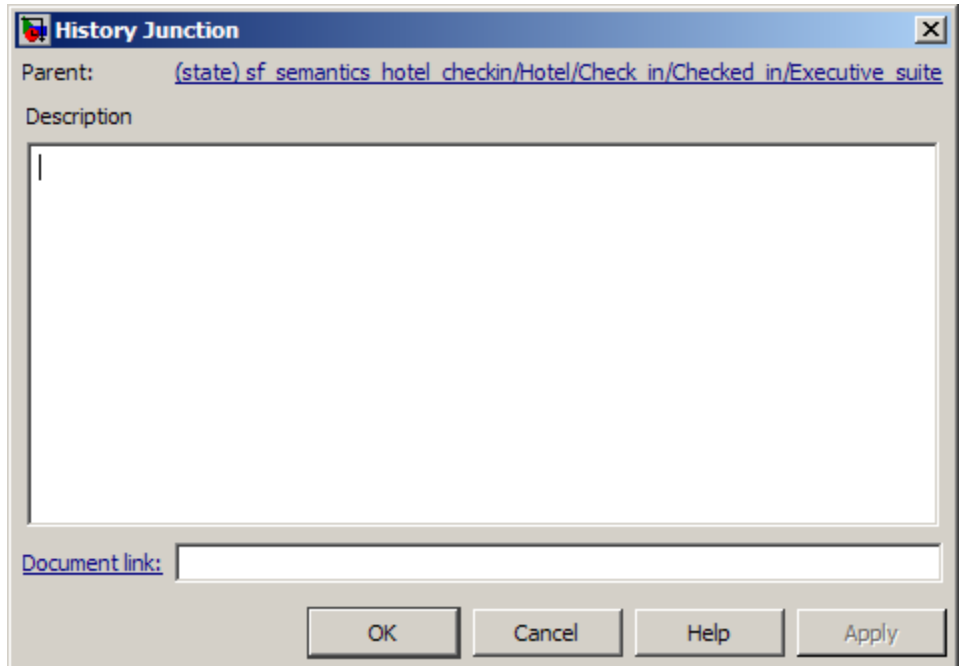 History Junction
Parent: (state) sf_semantics_hotel_checkin/Hotel/Check_in/Checked_in/Executive_suite
Description
Document link:
OK Cancel Help Apply